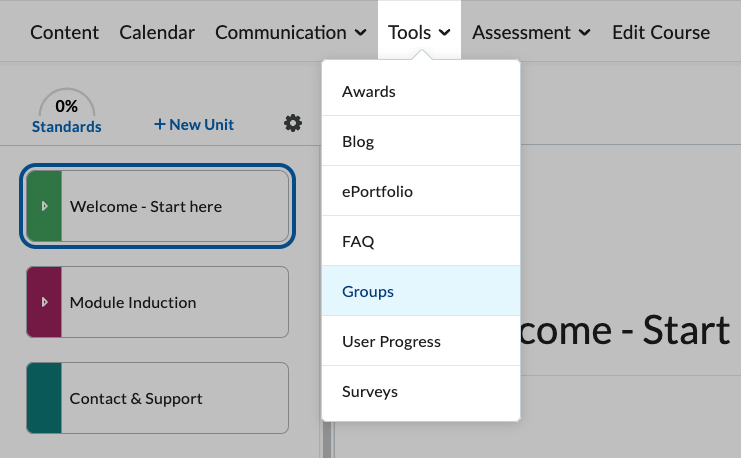 Content Calendar Communication Tools Assessment Edit Course
0%
Standards
+ New Unit
Welcome - Start here
Module Induction
Contact & Support
Awards
Blog
ePortfolio
FAQ
Groups
User Progress
Surveys
come - Start